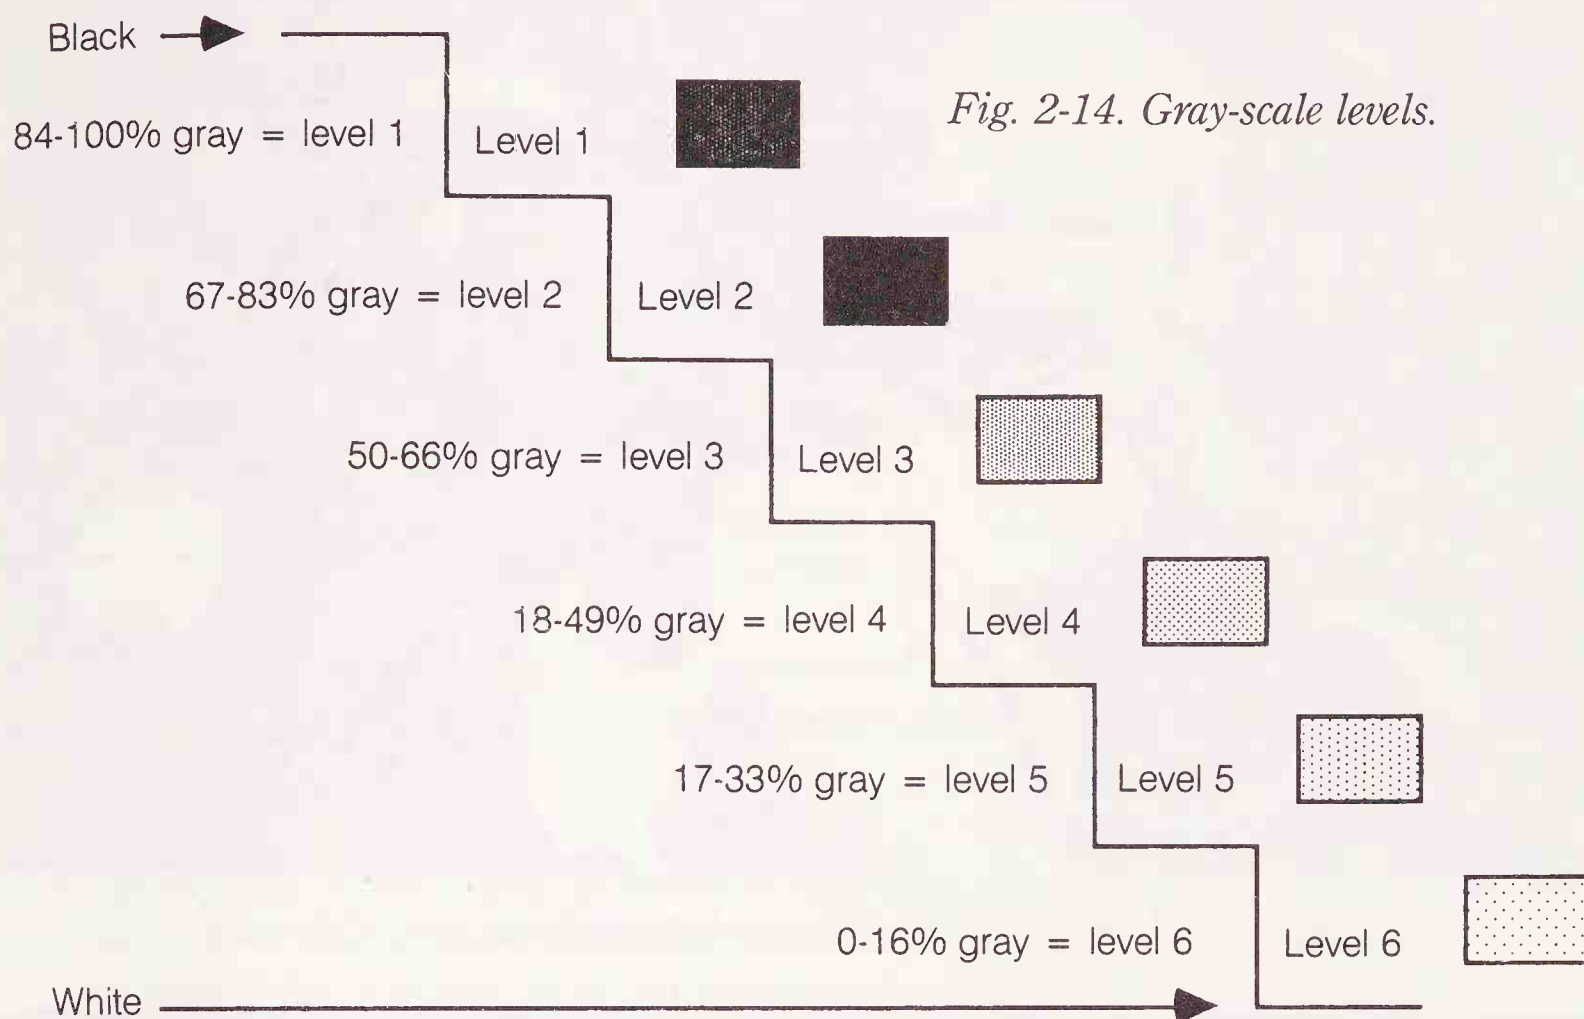 Black
Fig. 2-14. Gray-scale levels.
84-100% gray = level 1
Level 1
67-83% gray = level 2
Level 2
50-66% gray = level 3
Level 3
18-49% gray = level 4
Level 4
17-33% gray = level 5
Level 5
0-16% gray = level 6
Level 6
White